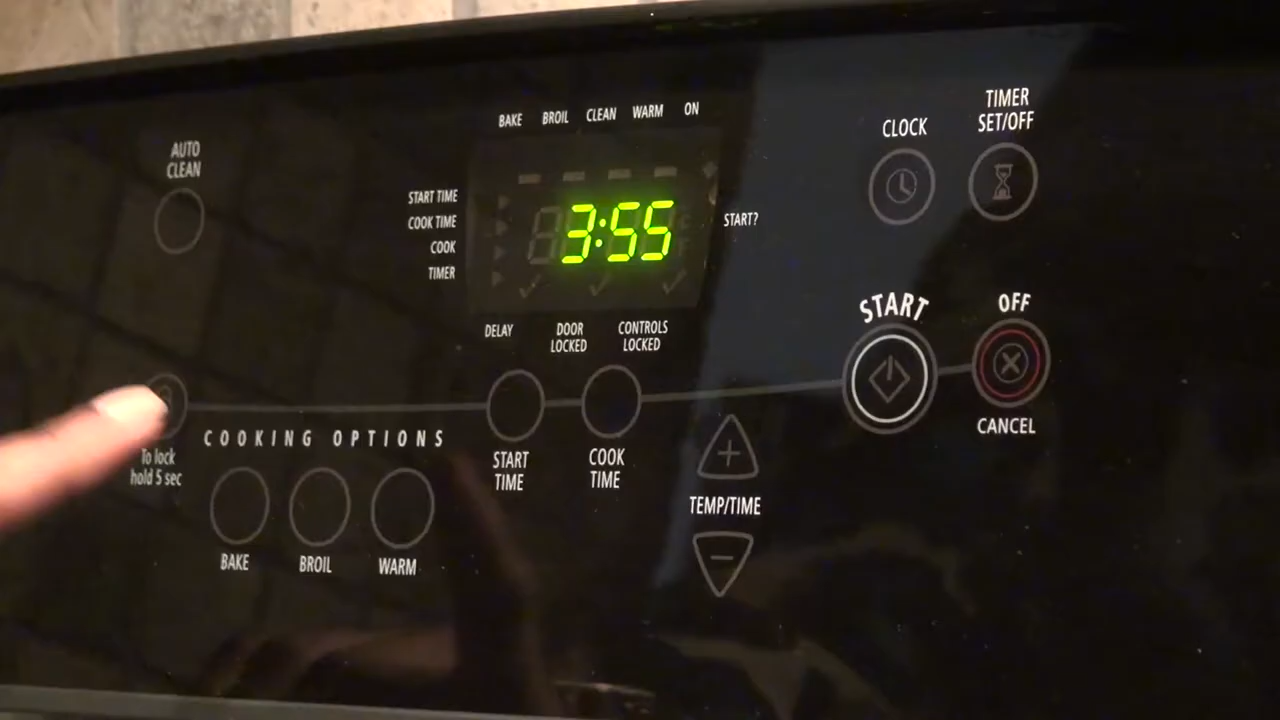 BAKE BROIL CLEAN WARM ON
AUTO
CLEAN
START TIME
COOK TIME
COOK
TIMER
3:55
START?
DELAY
DOOR
LOCKED
CONTROLS
LOCKED
CLOCK
TIMER
SET/OFF
START
OFF
CANCEL
To lock
hold 5 sec
COOKING OPTIONS
BAKE
BROIL
WARM
START
TIME
COOK
TIME
+
TEMP/TIME
−